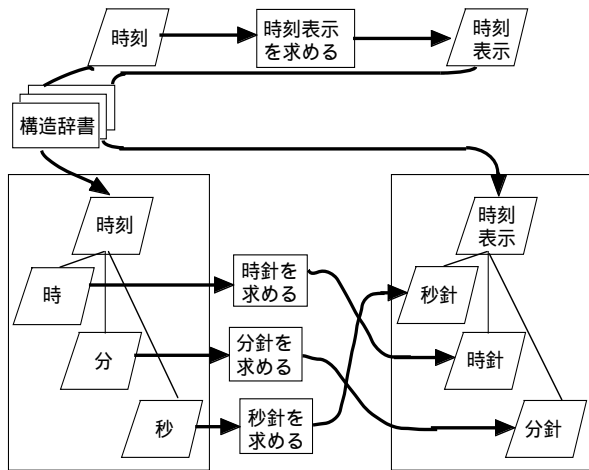 時刻
時刻表示
を求める
時刻
表示
構造辞書
時刻
時刻
表示
時
時針を
求める
秒針
分
分針を
求める
時針
秒
秒針を
求める
分針